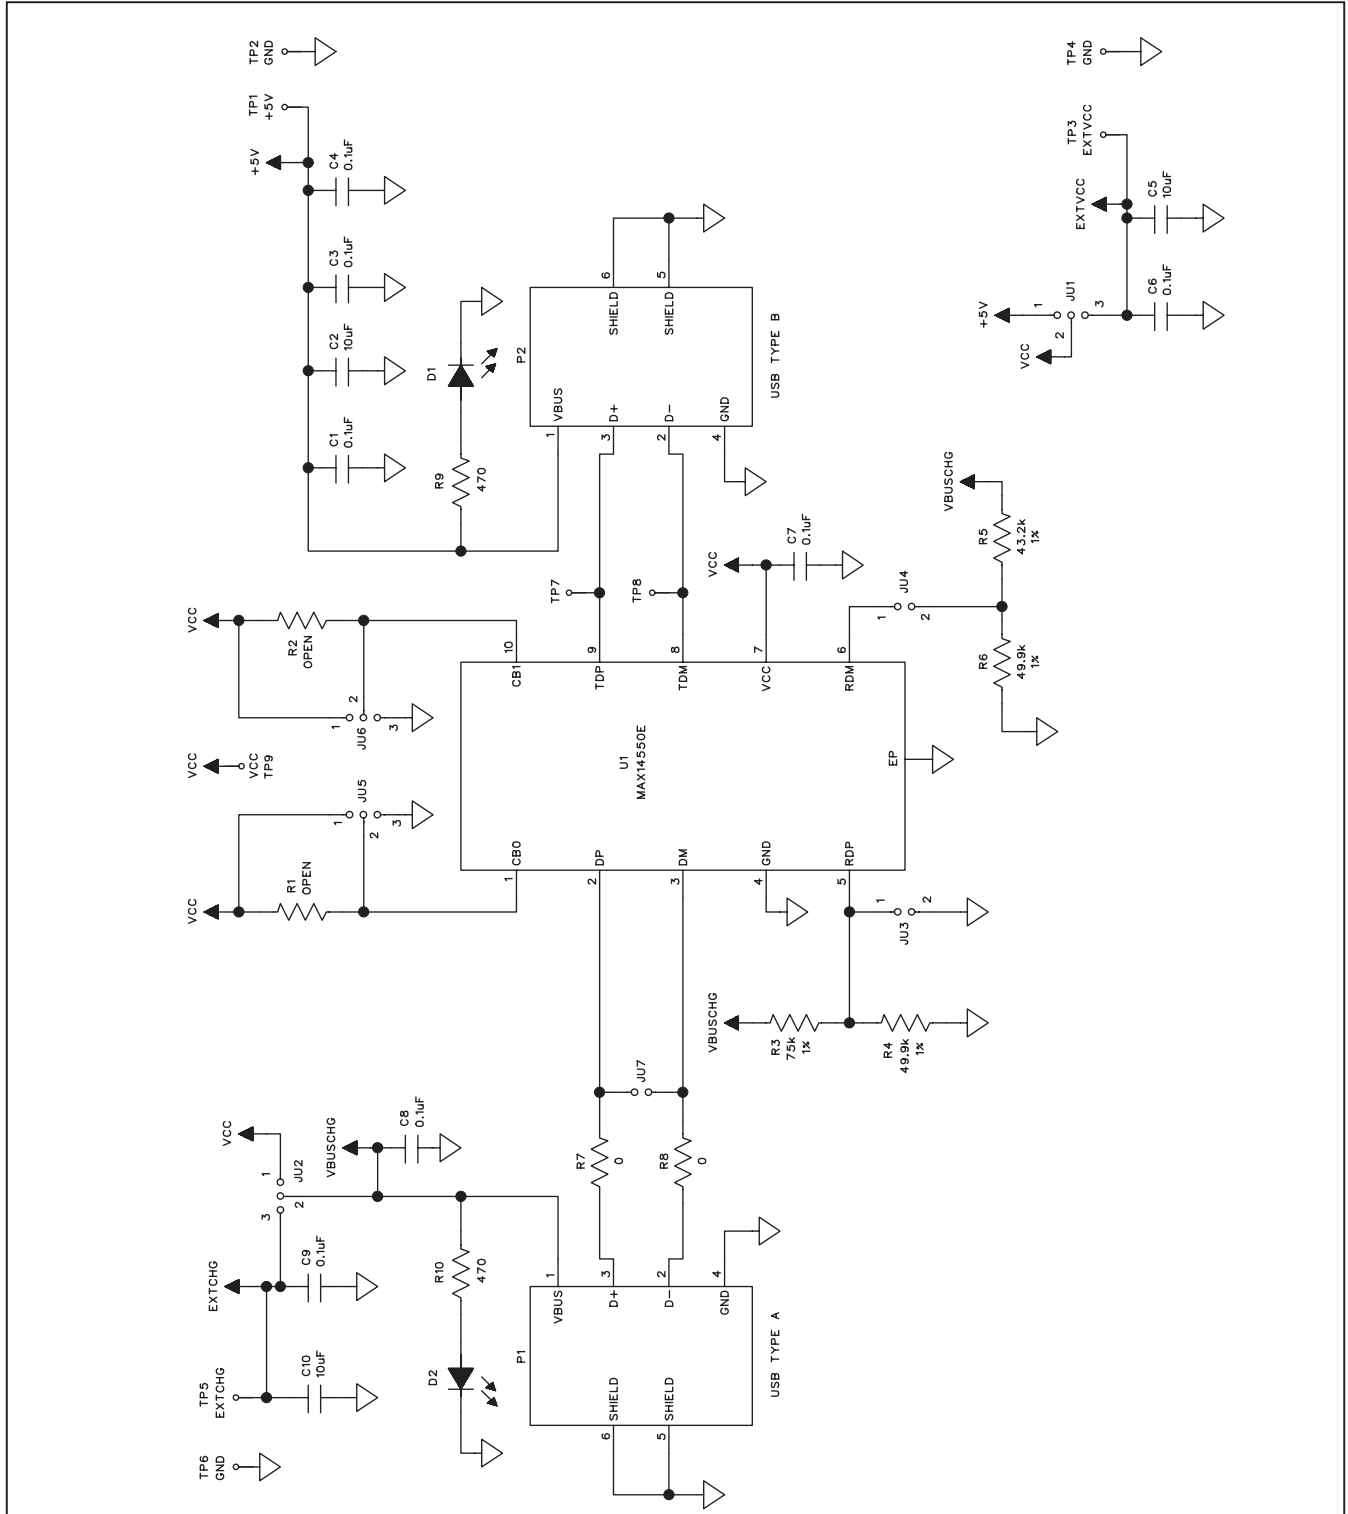 TP6
GND
TP5
EXTCHG
EXTCHG
C10
10uF
C9
0.1uF
VCC
JU2
1
2
3
VBUSCHG
C8
0.1uF
R10
470
D2
P1
USB TYPE A
VBUS
D+
D-
GND
SHIELD
SHIELD
1
3
2
4
6
5
R7
0
R8
0
JU7
VBUSCHG
R3
75k
1%
R4
49.9k
1%
JU3
1
2
VCC
R1
OPEN
JU5
1
2
3
VCC
VCC
TP9
VCC
R2
OPEN
JU6
1
2
3
U1
MAX14550E
CB0
DP
DM
GND
RDP
1
2
3
4
5
CB1
TDP
TDM
VCC
RDM
10
9
8
7
6
EP
TP7
TP8
VCC
C7
0.1uF
JU4
1
2
VBUSCHG
R5
43.2k
1%
R6
49.9k
1%
P2
USB TYPE B
VBUS
D+
D-
GND
SHIELD
SHIELD
1
3
2
4
6
5
R9
470
D1
C1
0.1uF
C2
10uF
C3
0.1uF
C4
0.1uF
+5V
TP1
+5V
TP2
GND
+5V
VCC
JU1
1
2
3
C6
0.1uF
C5
10uF
EXTVCC
TP3
EXTVCC
TP4
GND